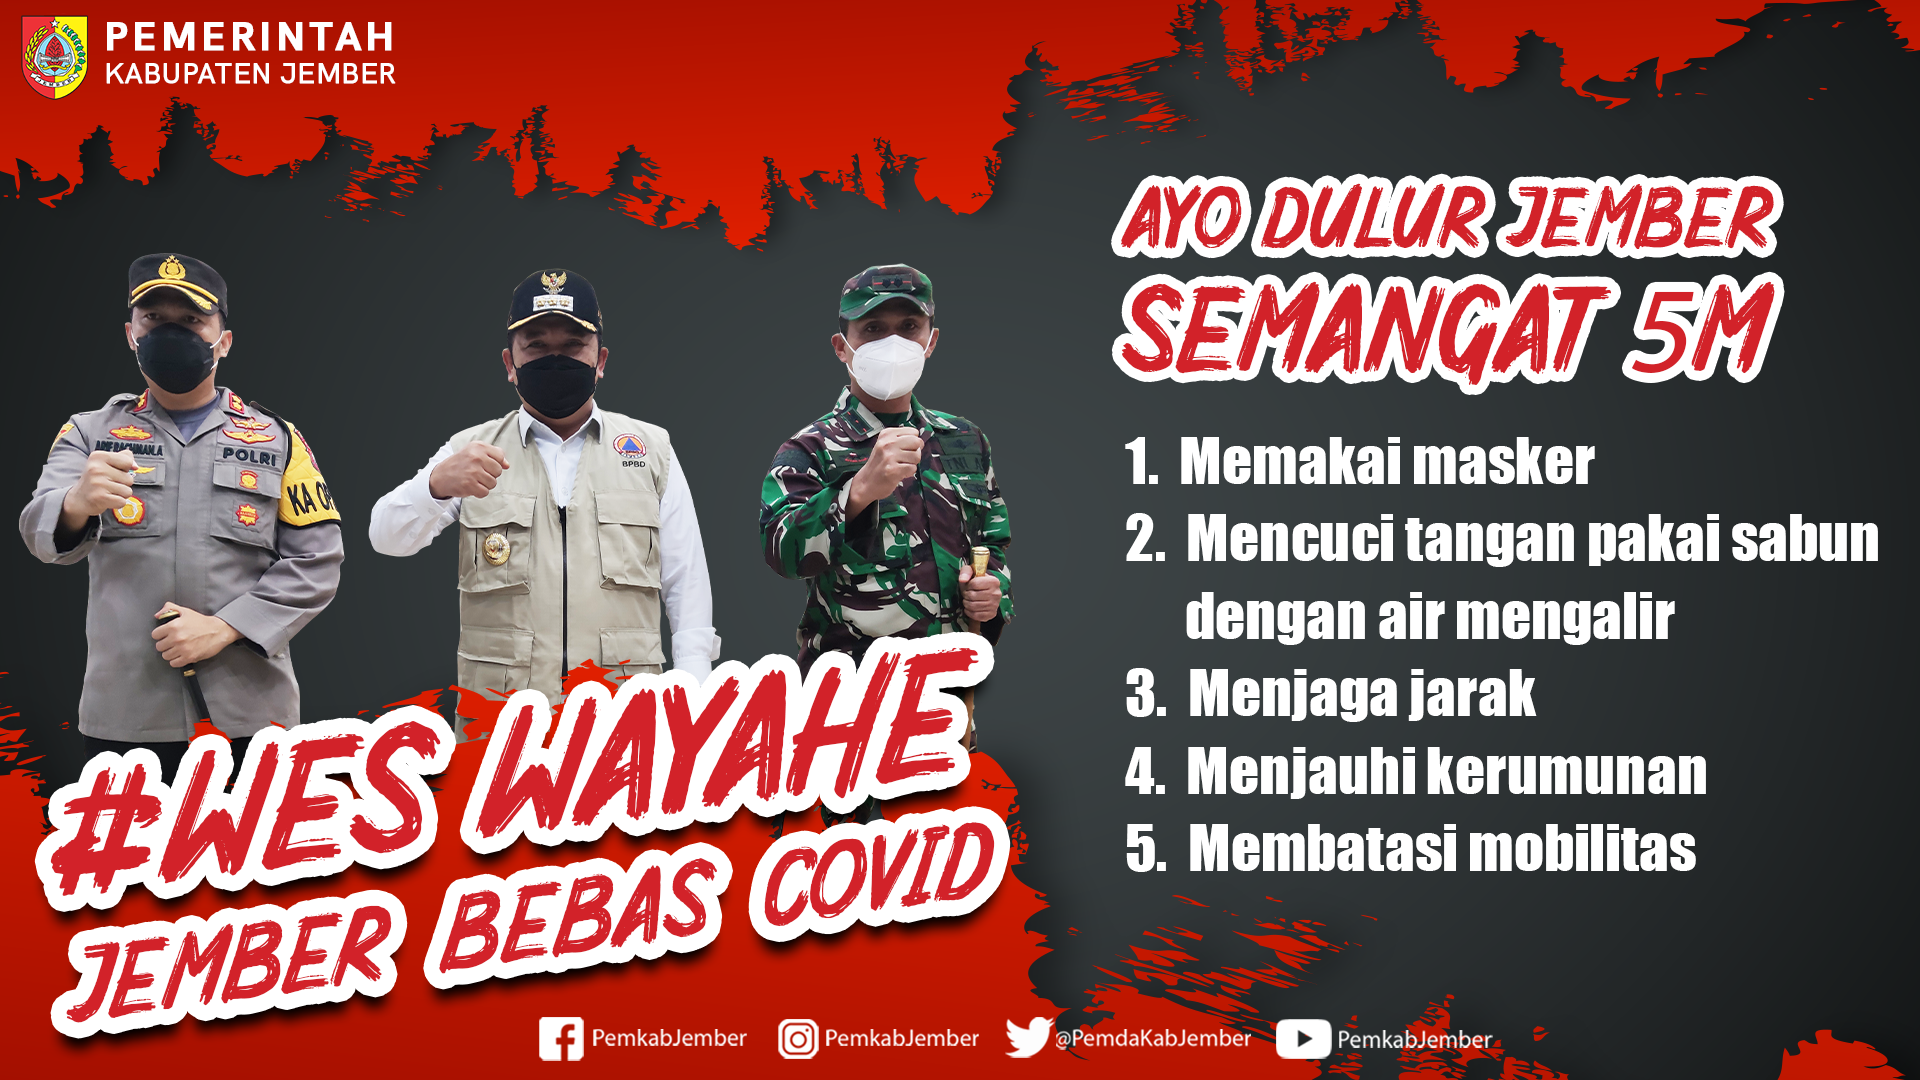 PEMERINTAH
KABUPATEN JEMBER
AYO DULUR JEMBER
SEMANGAT 5M
1. Memakai masker
2. Mencuci tangan pakai sabun
dengan air mengalir
3. Menjaga jarak
4. Menjauhi kerumunan
5. Membatasi mobilitas
POLRI
KA OP
BPBD
#WES WAYAHE
JEMBER BEBAS COVID
PemkabJember
PemkabJember
@PemdaKabJember
PemkabJember